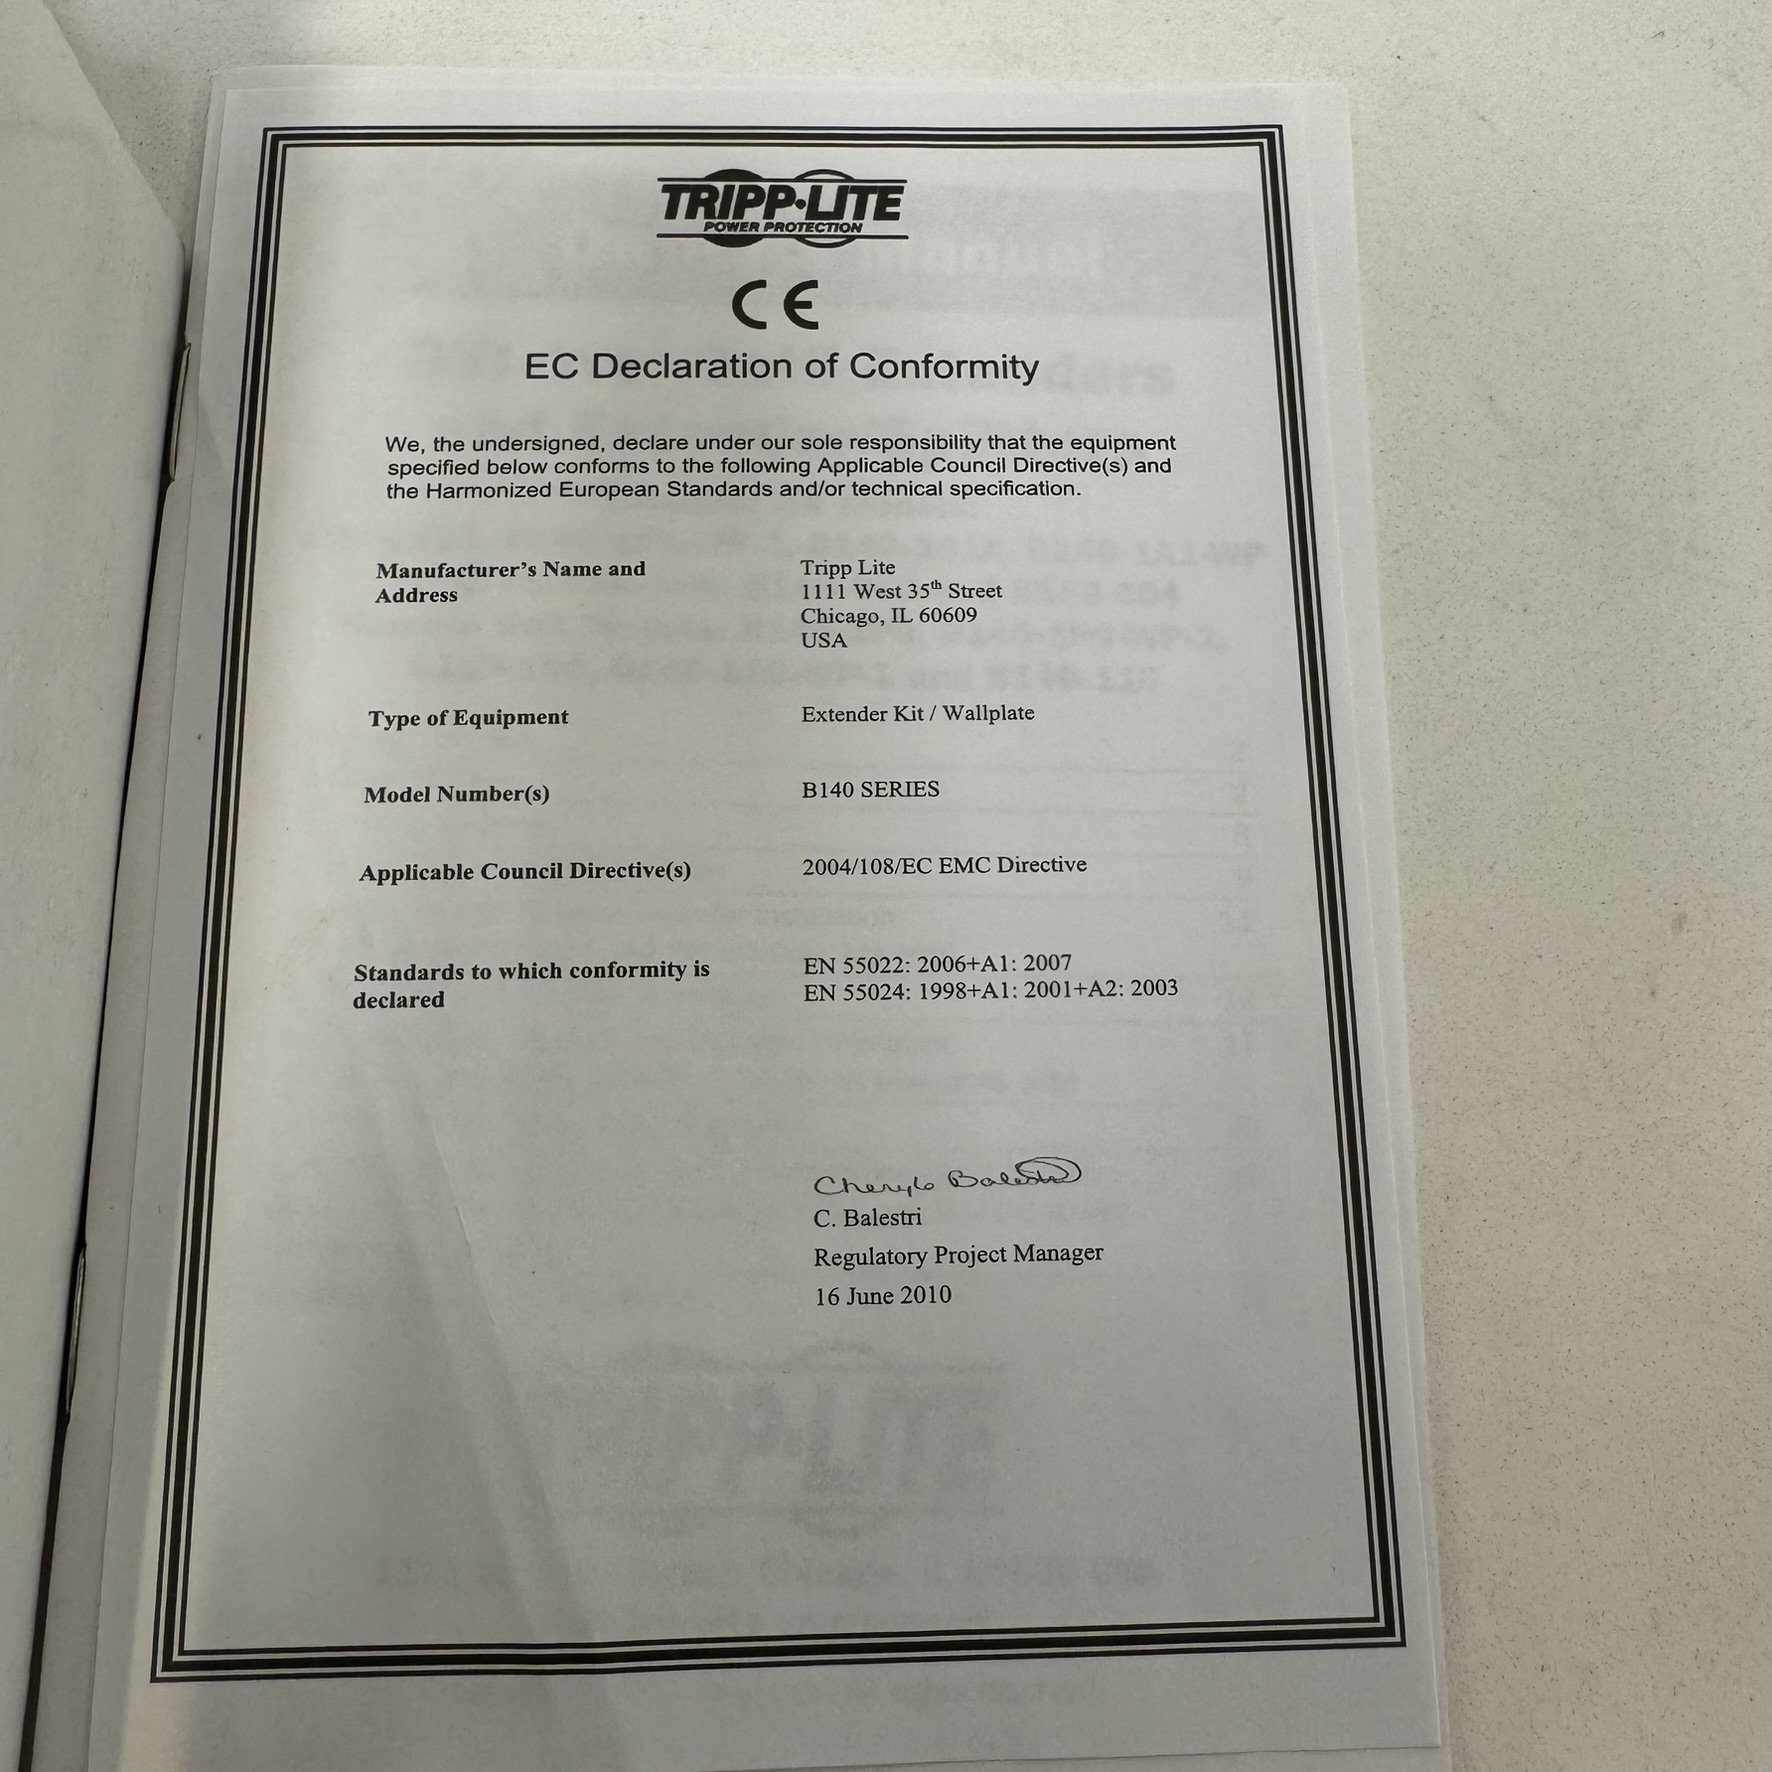 TRIPP·LITE
POWER PROTECTION
CE
EC Declaration of Conformity
We, the undersigned, declare under our sole responsibility that the equipment
specified below conforms to the following Applicable Council Directive(s) and
the Harmonized European Standards and/or technical specification.
Manufacturer's Name and
Address
Tripp Lite
1111 West 35th Street
Chicago, IL 60609
USA
Type of Equipment
Extender Kit / Wallplate
Model Number(s)
B140 SERIES
Applicable Council Directive(s)
2004/108/EC EMC Directive
Standards to which conformity is
declared
EN 55022: 2006+A1: 2007
EN 55024: 1998+A1: 2001+A2: 2003
C. Balestri
Regulatory Project Manager
16 June 2010